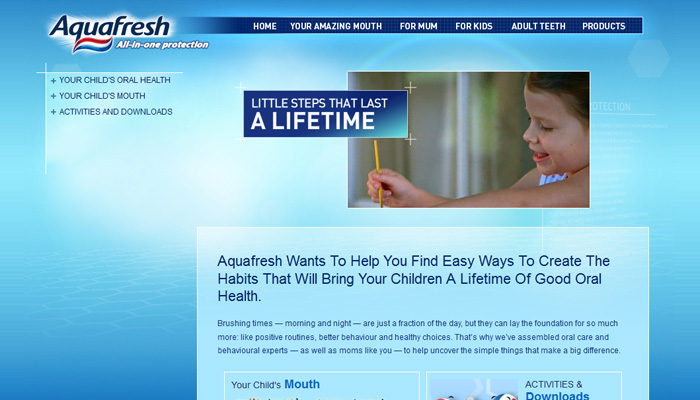 Aquafresh
All-in-one protection
HOME YOUR AMAZING MOUTH FOR MUM FOR KIDS ADULT TEETH PRODUCTS
+ YOUR CHILD'S ORAL HEALTH
+ YOUR CHILD'S MOUTH
+ ACTIVITIES AND DOWNLOADS
LITTLE STEPS THAT LAST
A LIFETIME
Aquafresh Wants To Help You Find Easy Ways To Create The
Habits That Will Bring Your Children A Lifetime Of Good Oral
Health.
Brushing times — morning and night — are just a fraction of the day, but they can lay the foundation for so much
more: like positive routines, better behaviour and healthy choices. That's why we've assembled oral care and
behavioural experts — as well as moms like you — to help uncover the simple things that make a big difference.
Your Child's Mouth
ACTIVITIES &
Downloads